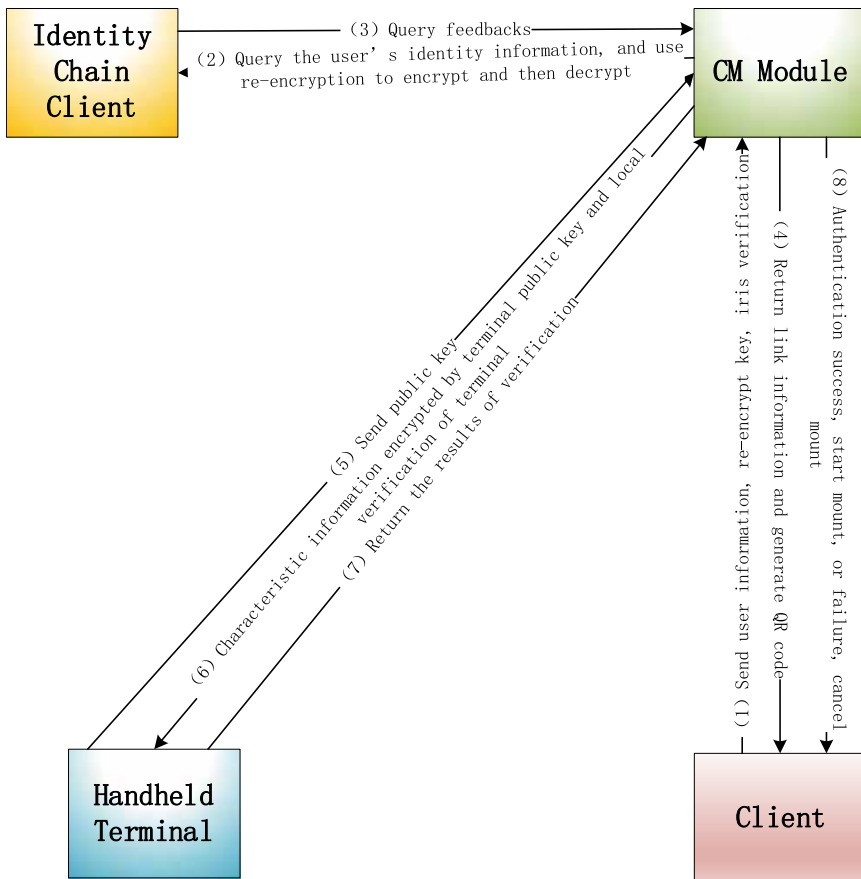 Identity
Chain
Client
(3) Query feedbacks
(2) Query the user's identity information, and use
re-encryption to encrypt and then decrypt
CM Module
(5) Send public key
(6) Characteristic information encrypted by terminal public key and local
verification of terminal
(7) Return the results of verification
(1) Send user information, re-encrypt key, iris verification
(4) Return link information and generate QR code
(8) Authentication success, start mount, or failure, cancel
mount
Handheld
Terminal
Client